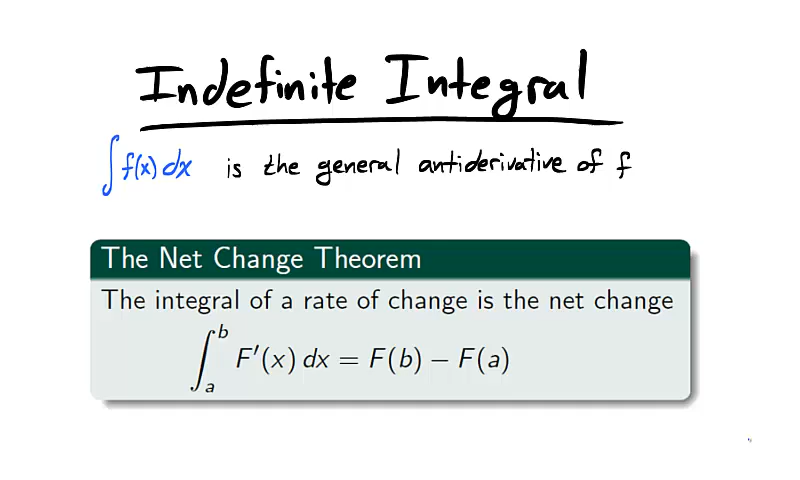 Indefinite Integral
∫f(x) dx is the general antiderivative of f
The Net Change Theorem
The integral of a rate of change is the net change
∫_a^b F′(x) dx = F(b) − F(a)